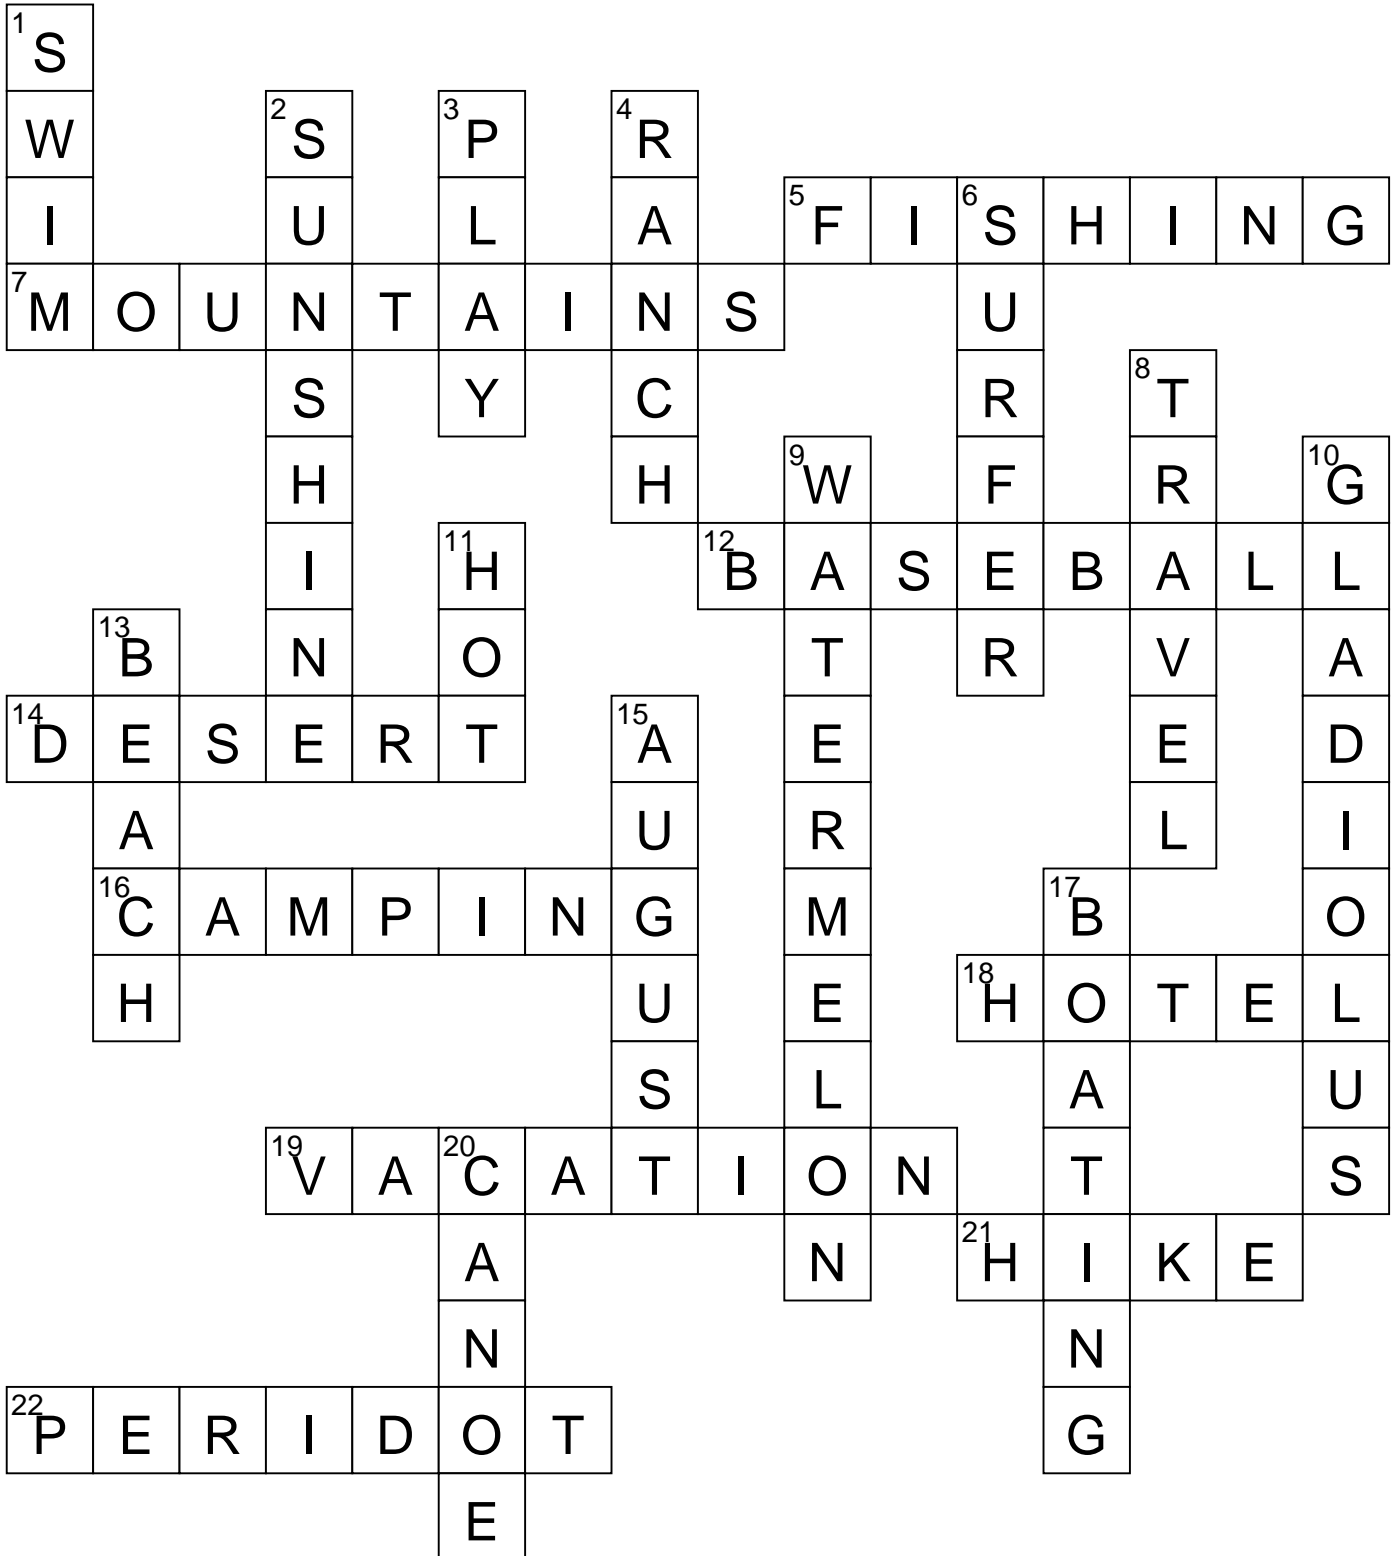 1 S
W 2 S 3 P 4 R
I U L A 5 F I 6 S H I N G
7 M O U N T A I N S U
S Y C R 8 T
H H 9 W F R 10 G
I 11 H 12 B A S E B A L L
13 B N O T R V A
14 D E S E R T 15 A E E D
A U R L I
16 C A M P I N G M 17 B O
H U E 18 H O T E L
S L A U
19 V A 20 C A T I O N T S
A N 21 H I K E
N N
22 P E R I D O T G
E